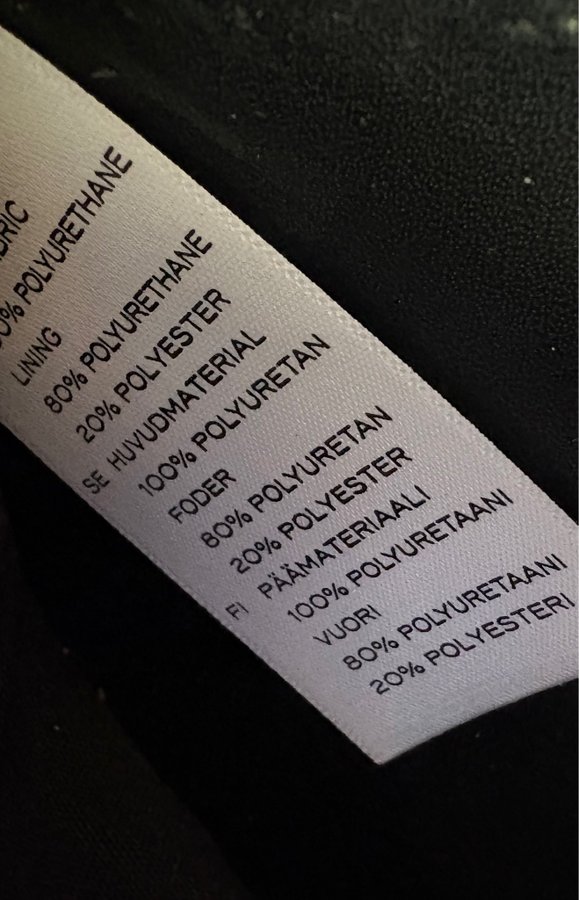 LINING
80% POLYURETHANE
20% POLYESTER
SE HUVUDMATERIAL
100% POLYURETAN
FODER
80% POLYURETAN
20% POLYESTER
FI PÄÄMATERIAALI
100% POLYURETAANI
VUORI
80% POLYURETAANI
20% POLYESTERI